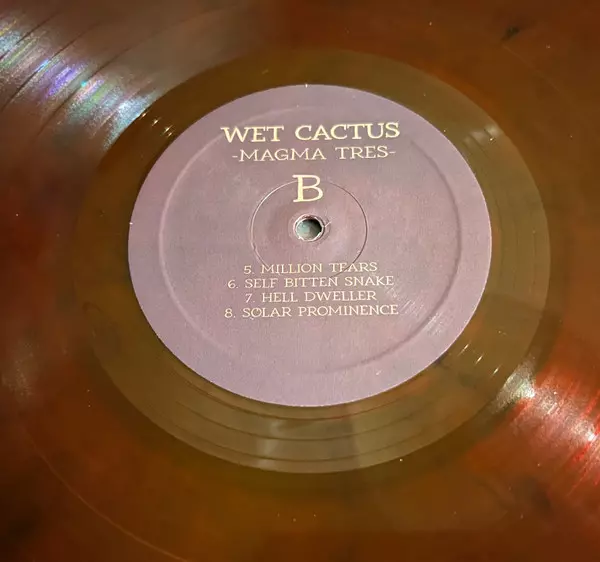 WET CACTUS
-MAGMA TRES-
B
5. MILLION TEARS
6. SELF BITTEN SNAKE
7. HELL DWELLER
8. SOLAR PROMINENCE